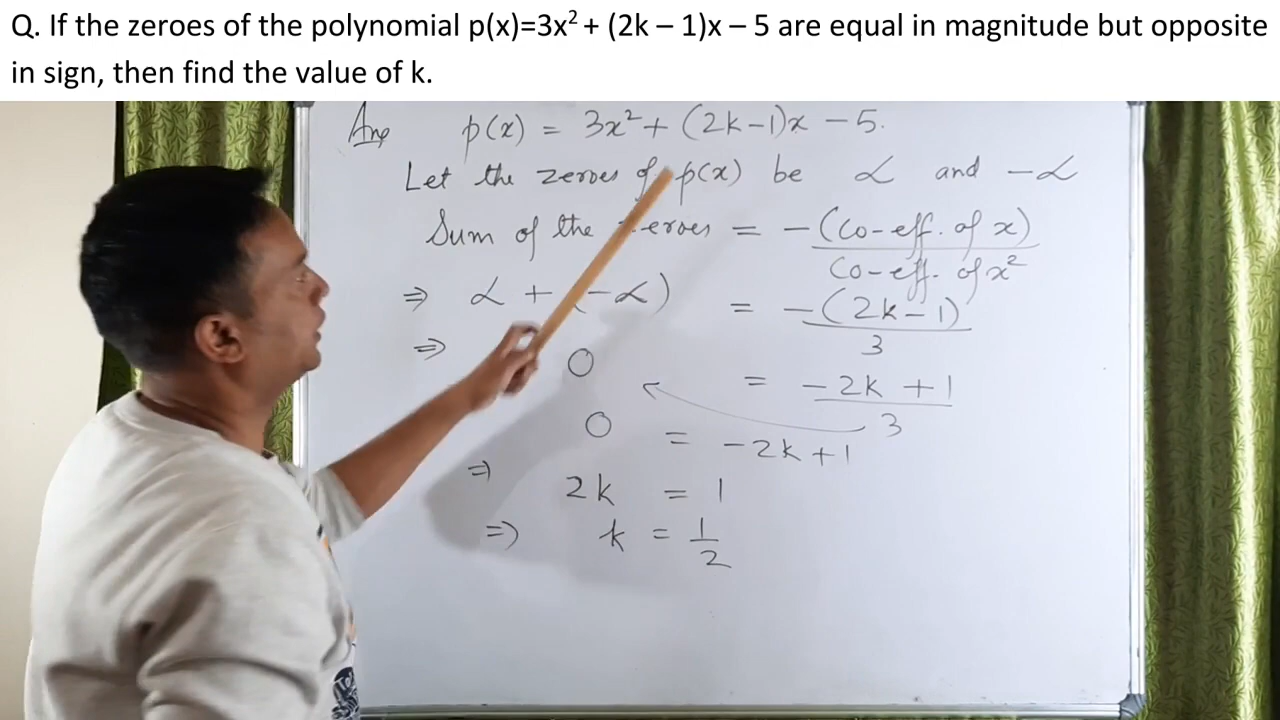 Q. If the zeroes of the polynomial p(x)=3x² + (2k – 1)x – 5 are equal in magnitude but opposite
in sign, then find the value of k.
Ans p(x) = 3x² + (2k-1)x - 5.
Let the zeroes of p(x) be α and -α
Sum of the zeroes = -(co-eff. of x)
co-eff. of x²
⇒ α + (-α) = -(2k-1)
3
⇒ 0 = -2k + 1
3
0 = -2k+1
⇒ 2k = 1
⇒ k = 1
2